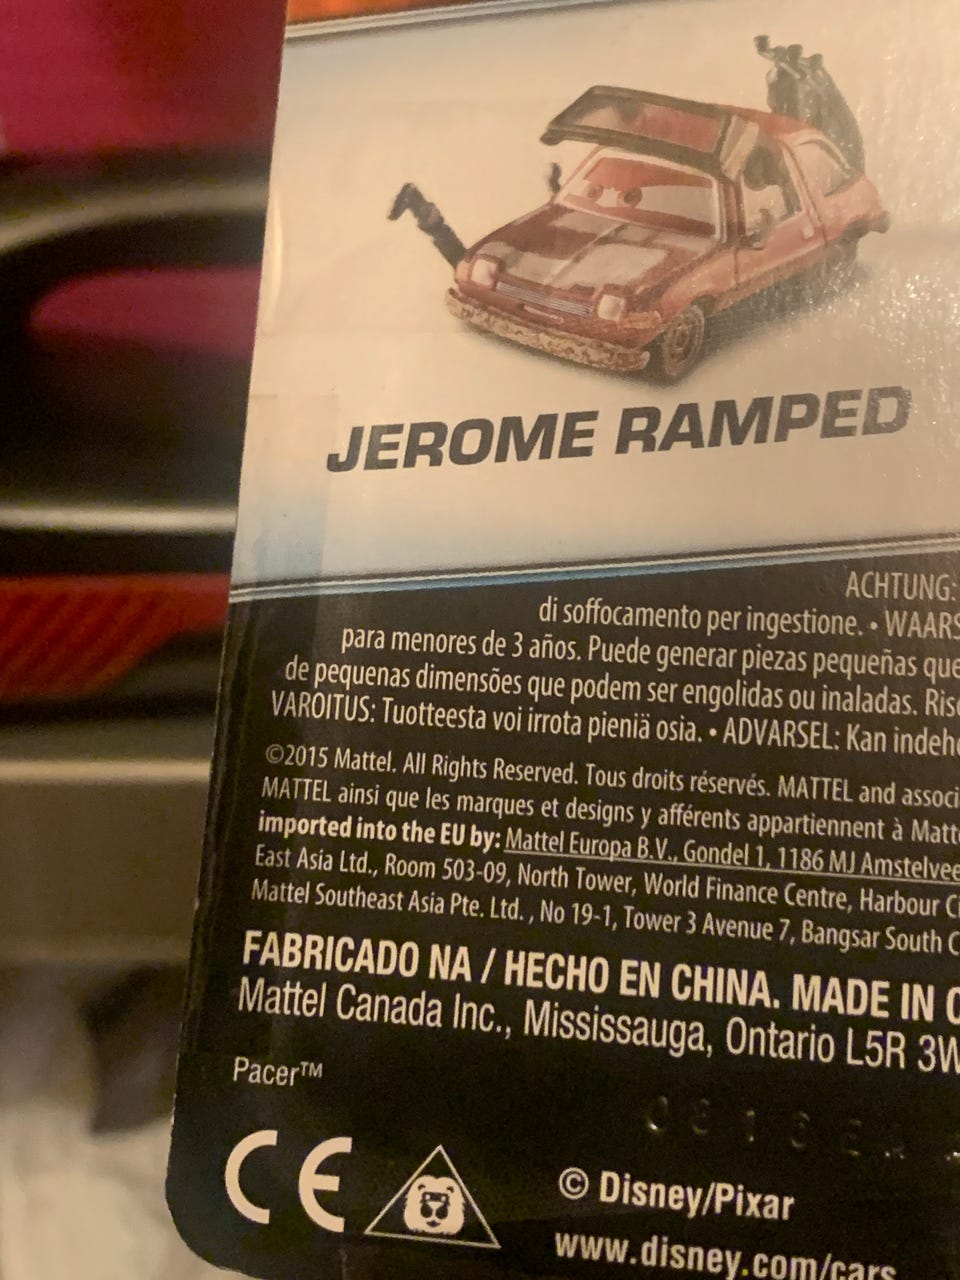 JEROME RAMPED
ACHTUNG:
di soffocamento per ingestione. • WAARS
para menores de 3 años. Puede generar piezas pequeñas que
de pequenas dimensões que podem ser engolidas ou inaladas. Risc
VAROITUS: Tuotteesta voi irrota pieniä osia. • ADVARSEL: Kan indeh
©2015 Mattel. All Rights Reserved. Tous droits réservés. MATTEL and associ
MATTEL ainsi que les marques et designs y afférents appartiennent à Matt
imported into the EU by: Mattel Europa B.V., Gondel 1, 1186 MJ Amstelvee
East Asia Ltd., Room 503-09, North Tower, World Finance Centre, Harbour Ci
Mattel Southeast Asia Pte. Ltd., No 19-1, Tower 3 Avenue 7, Bangsar South C
FABRICADO NA / HECHO EN CHINA. MADE IN C
Mattel Canada Inc., Mississauga, Ontario L5R 3W
Pacer™
CE
© Disney/Pixar
www.disney.com/cars